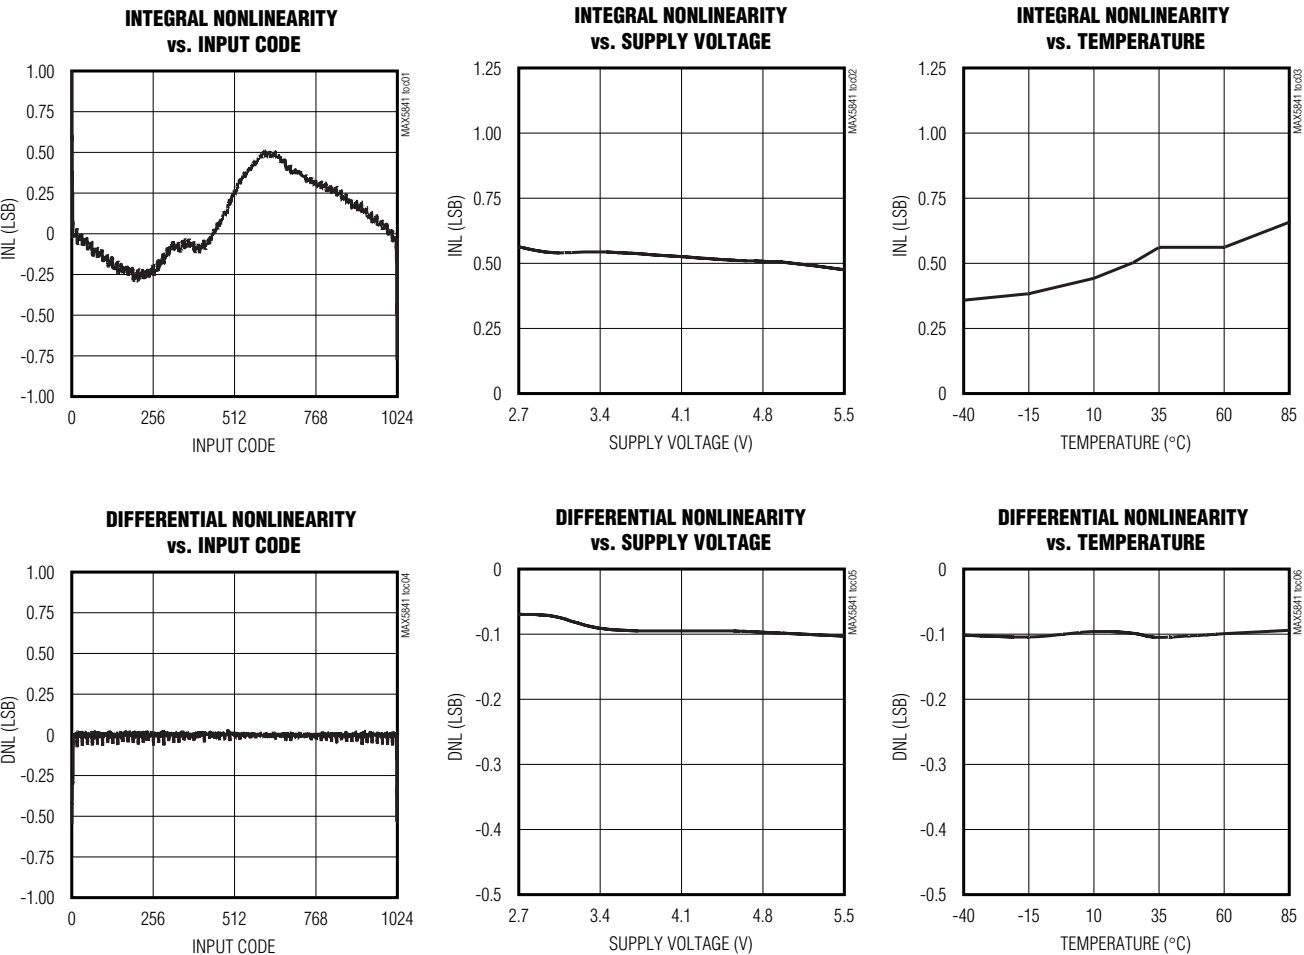 INTEGRAL NONLINEARITY
vs. INPUT CODE
MAX5841 toc01
1.00
0.75
0.50
0.25
0
-0.25
-0.50
-0.75
-1.00
INL (LSB)
0 256 512 768 1024
INPUT CODE
INTEGRAL NONLINEARITY
vs. SUPPLY VOLTAGE
MAX5841 toc02
1.25
1.00
0.75
0.50
0.25
0
INL (LSB)
2.7 3.4 4.1 4.8 5.5
SUPPLY VOLTAGE (V)
INTEGRAL NONLINEARITY
vs. TEMPERATURE
MAX5841 toc03
1.25
1.00
0.75
0.50
0.25
0
INL (LSB)
-40 -15 10 35 60 85
TEMPERATURE (°C)
DIFFERENTIAL NONLINEARITY
vs. INPUT CODE
MAX5841 toc04
1.00
0.75
0.50
0.25
0
-0.25
-0.50
-0.75
-1.00
DNL (LSB)
0 256 512 768 1024
INPUT CODE
DIFFERENTIAL NONLINEARITY
vs. SUPPLY VOLTAGE
MAX5841 toc05
0
-0.1
-0.2
-0.3
-0.4
-0.5
DNL (LSB)
2.7 3.4 4.1 4.8 5.5
SUPPLY VOLTAGE (V)
DIFFERENTIAL NONLINEARITY
vs. TEMPERATURE
MAX5841 toc06
0
-0.1
-0.2
-0.3
-0.4
-0.5
DNL (LSB)
-40 -15 10 35 60 85
TEMPERATURE (°C)